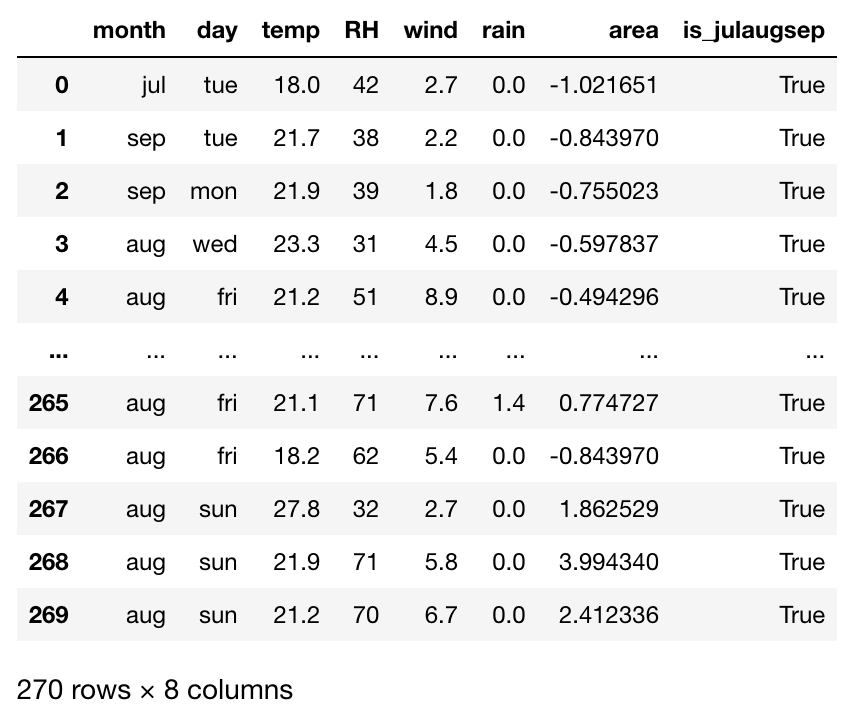 month day temp RH wind rain area is_julaugsep
0 jul tue 18.0 42 2.7 0.0 -1.021651 True
1 sep tue 21.7 38 2.2 0.0 -0.843970 True
2 sep mon 21.9 39 1.8 0.0 -0.755023 True
3 aug wed 23.3 31 4.5 0.0 -0.597837 True
4 aug fri 21.2 51 8.9 0.0 -0.494296 True
... ... ... ... ... ... ... ... ...
265 aug fri 21.1 71 7.6 1.4 0.774727 True
266 aug fri 18.2 62 5.4 0.0 -0.843970 True
267 aug sun 27.8 32 2.7 0.0 1.862529 True
268 aug sun 21.9 71 5.8 0.0 3.994340 True
269 aug sun 21.2 70 6.7 0.0 2.412336 True
270 rows × 8 columns